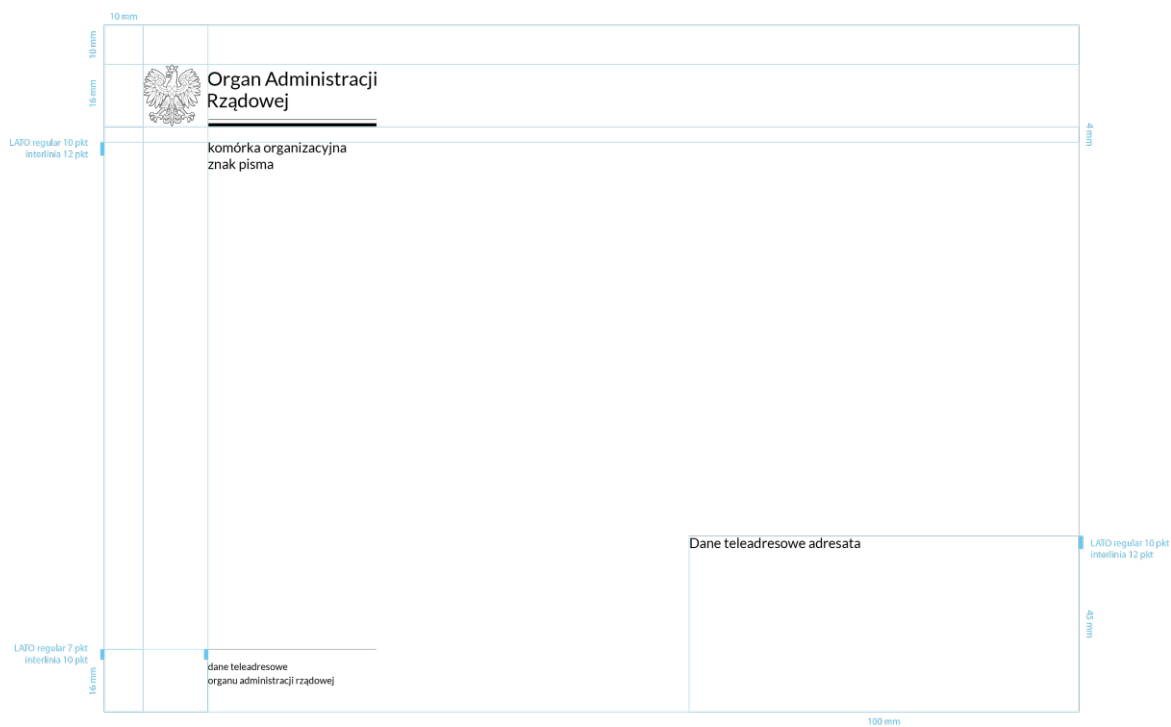 10 mm
10 mm
16 mm
Organ Administracji
Rządowej
4 mm
LATO regular 10 pkt
interlinia 12 pkt
komórka organizacyjna
znak pisma
Dane teleadresowe adresata
LATO regular 10 pkt
interlinia 12 pkt
45 mm
LATO regular 7 pkt
interlinia 10 pkt
16 mm
dane teleadresowe
organu administracji rządowej
100 mm